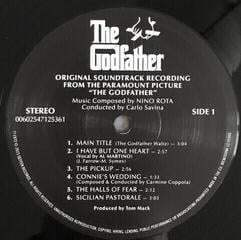 The
Godfather
ORIGINAL SOUNDTRACK RECORDING
FROM THE PARAMOUNT PICTURE
"THE GODFATHER"
Music Composed by NINO ROTA
Conducted by Carlo Savina
STEREO
00602547125361
SIDE 1
1. MAIN TITLE (The Godfather Waltz) – 3:04
2. I HAVE BUT ONE HEART – 2:57
(Vocal by AL MARTINO)
(J. Farrow-M. Symes)
3. THE PICKUP – 2:56
4. CONNIE'S WEDDING – 1:33
(Composed & Conducted by Carmine Coppola)
5. THE HALLS OF FEAR – 2:12
6. SICILIAN PASTORALE – 3:01
Produced by Tom Mack